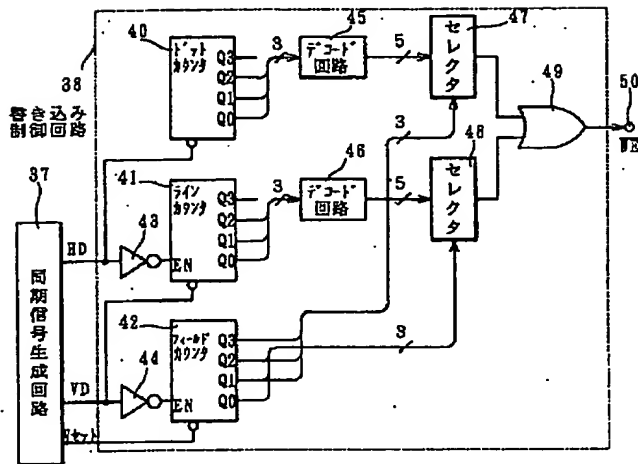 38
書き込み
制御回路
37
同期信号生成回路
HD
VD
リセット
40
ドット
カウンタ
Q3
Q2
Q1
Q0
3
45
デコード
回路
5
47
セレクタ
3
41
ライン
カウンタ
EN
Q3
Q2
Q1
Q0
43
3
46
デコード
回路
5
48
セレクタ
42
フィールド
カウンタ
EN
Q3
Q2
Q1
Q0
44
3
49
50
WE